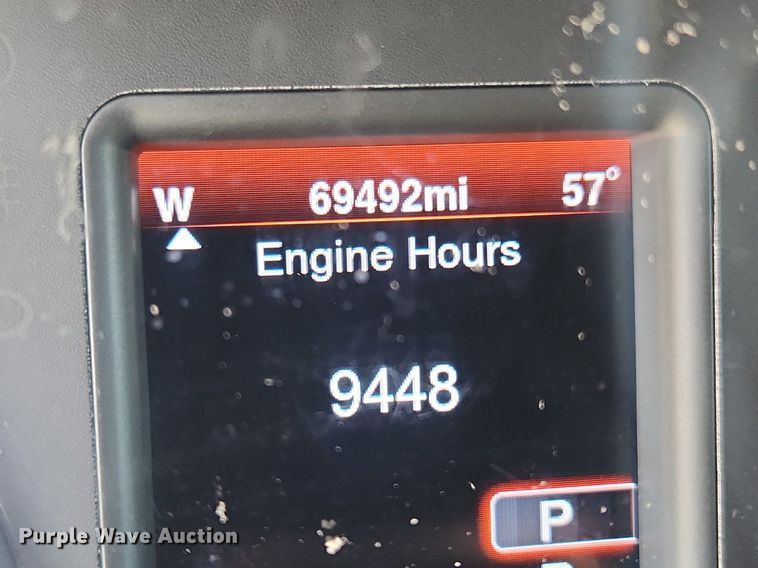 W 69492mi 57°
Engine Hours
9448
P
Purple Wave Auction